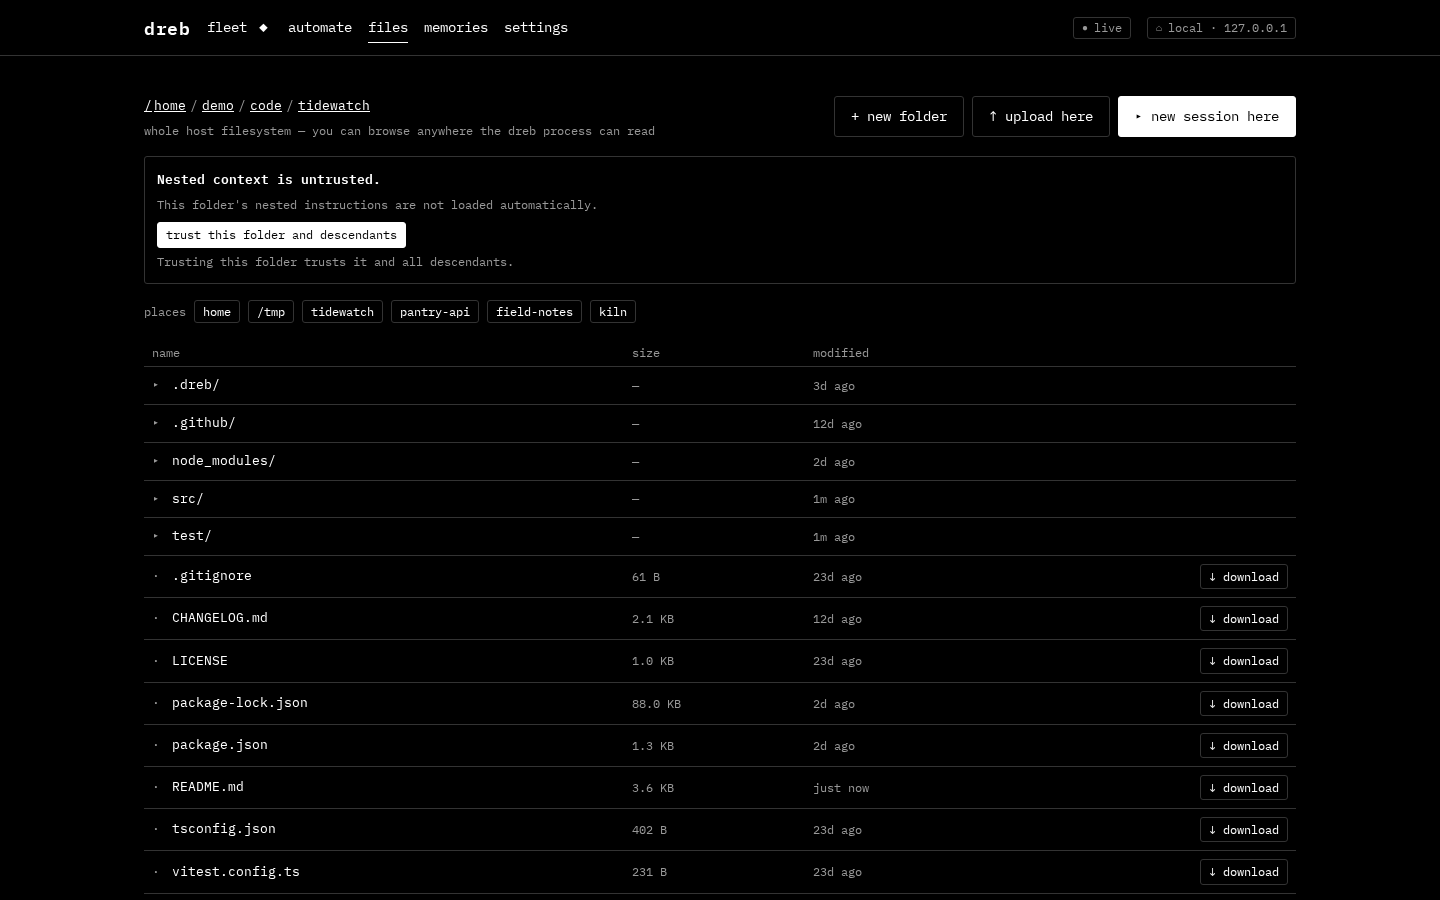 dreb fleet ◆ automate files memories settings ● live ⌂ local · 127.0.0.1
/ home / demo / code / tidewatch
whole host filesystem — you can browse anywhere the dreb process can read
+ new folder ↑ upload here ▸ new session here
Nested context is untrusted.
This folder's nested instructions are not loaded automatically.
trust this folder and descendants
Trusting this folder trusts it and all descendants.
places home /tmp tidewatch pantry-api field-notes kiln
name size modified
▸ .dreb/ — 3d ago
▸ .github/ — 12d ago
▸ node_modules/ — 2d ago
▸ src/ — 1m ago
▸ test/ — 1m ago
· .gitignore 61 B 23d ago ↓ download
· CHANGELOG.md 2.1 KB 12d ago ↓ download
· LICENSE 1.0 KB 23d ago ↓ download
· package-lock.json 88.0 KB 2d ago ↓ download
· package.json 1.3 KB 2d ago ↓ download
· README.md 3.6 KB just now ↓ download
· tsconfig.json 402 B 23d ago ↓ download
· vitest.config.ts 231 B 23d ago ↓ download